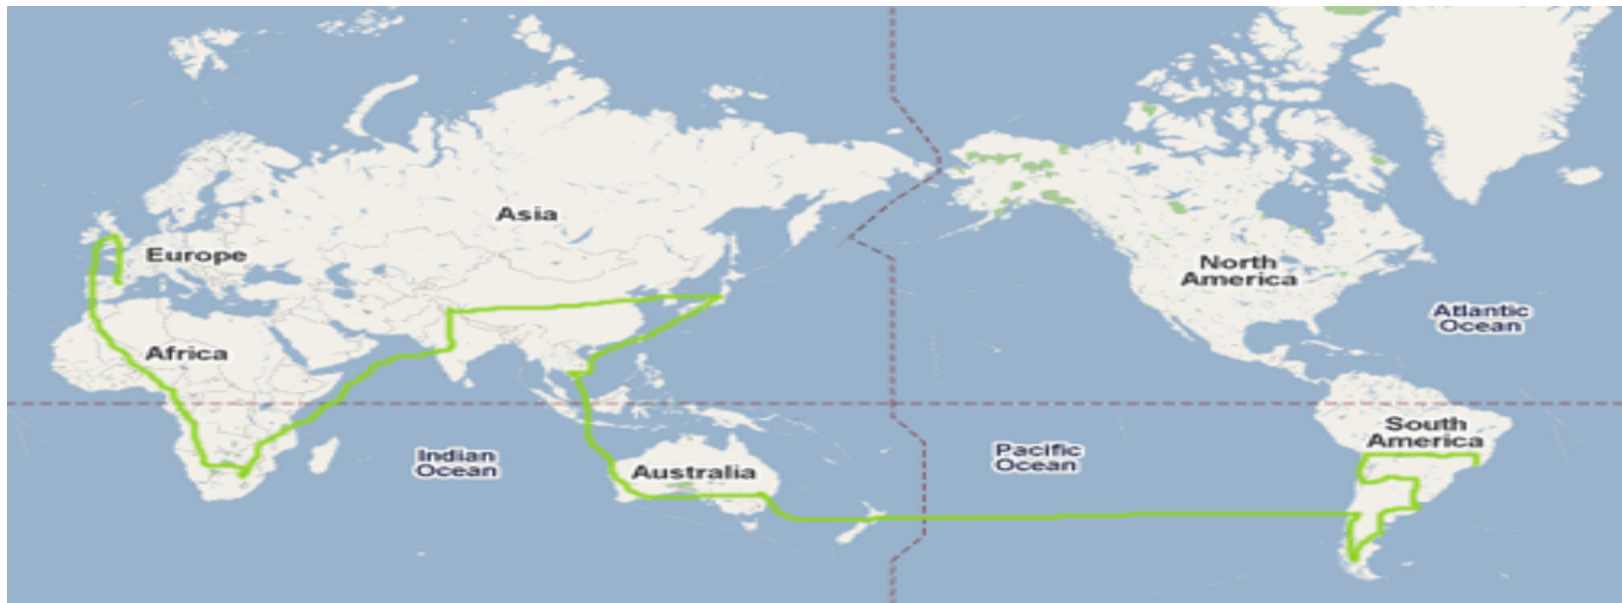 Asia
Europe
North
America
Atlantic
Ocean
Africa
South
America
Pacific
Ocean
Indian
Ocean
Australia